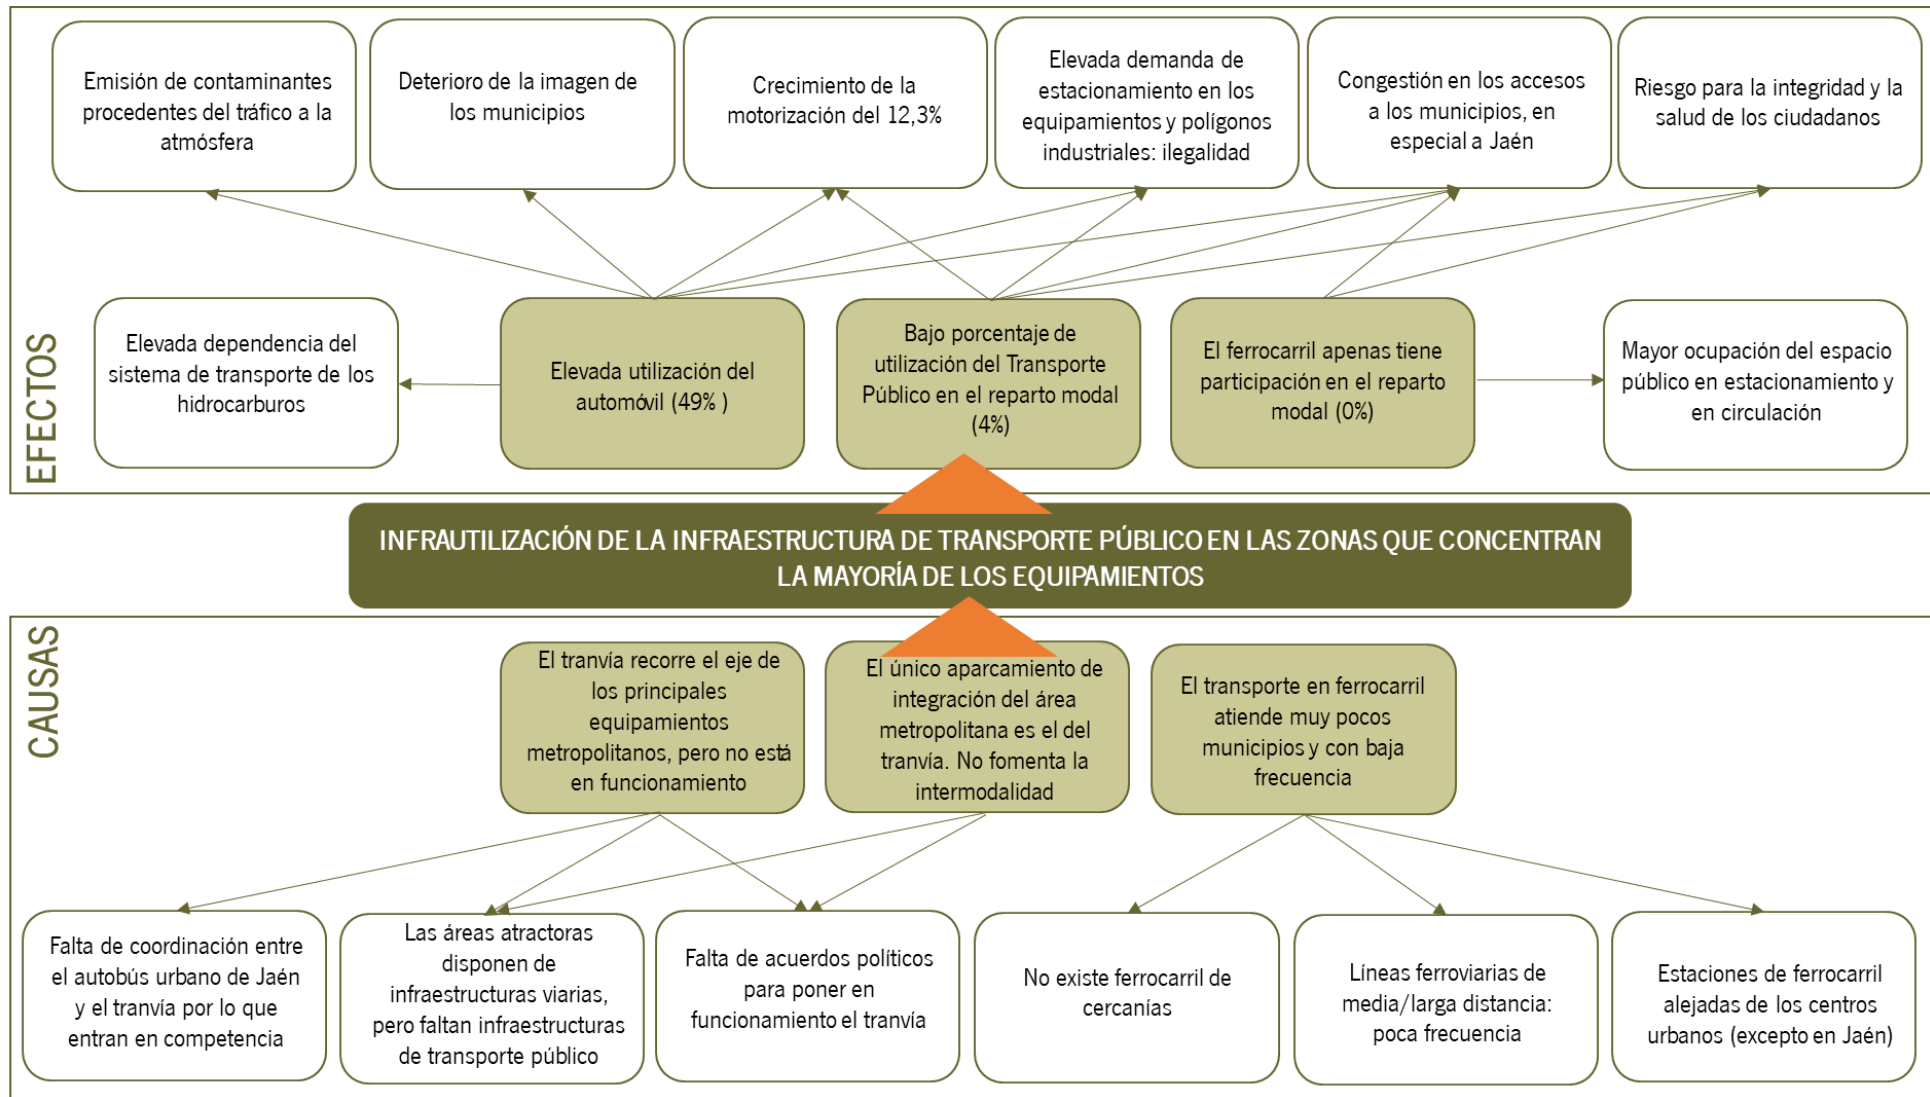 Emisión de contaminantes
procedentes del tráfico a la
atmósfera
Deterioro de la imagen de
los municipios
Crecimiento de la
motorización del 12,3%
Elevada demanda de
estacionamiento en los
equipamientos y polígonos
industriales: ilegalidad
Congestión en los accesos
a los municipios, en
especial a Jaén
Riesgo para la integridad y la
salud de los ciudadanos
EFECTOS
Elevada dependencia del
sistema de transporte de los
hidrocarburos
Elevada utilización del
automóvil (49% )
Bajo porcentaje de
utilización del Transporte
Público en el reparto modal
(4%)
El ferrocarril apenas tiene
participación en el reparto
modal (0%)
Mayor ocupación del espacio
público en estacionamiento y
en circulación
INFRAUTILIZACIÓN DE LA INFRAESTRUCTURA DE TRANSPORTE PÚBLICO EN LAS ZONAS QUE CONCENTRAN
LA MAYORÍA DE LOS EQUIPAMIENTOS
CAUSAS
El tranvía recorre el eje de
los principales
equipamientos
metropolitanos, pero no está
en funcionamiento
El único aparcamiento de
integración del área
metropolitana es el del
tranvía. No fomenta la
intermodalidad
El transporte en ferrocarril
atiende muy pocos
municipios y con baja
frecuencia
Falta de coordinación entre
el autobús urbano de Jaén
y el tranvía por lo que
entran en competencia
Las áreas atractoras
disponen de
infraestructuras viarias,
pero faltan infraestructuras
de transporte público
Falta de acuerdos políticos
para poner en
funcionamiento el tranvía
No existe ferrocarril de
cercanías
Líneas ferroviarias de
media/larga distancia:
poca frecuencia
Estaciones de ferrocarril
alejadas de los centros
urbanos (excepto en Jaén)